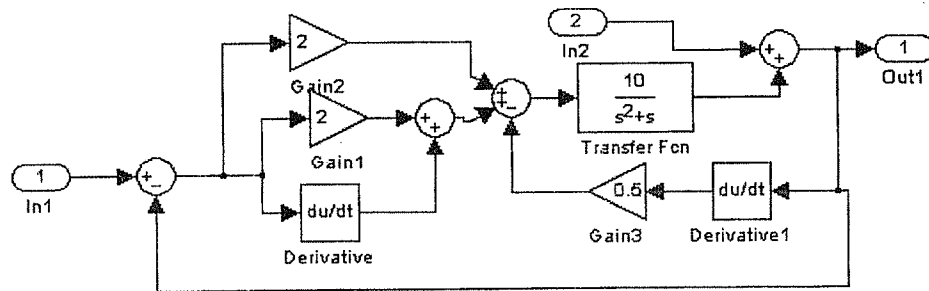 2
Gain2
2
In2
1
Out1
10
s²+s
Transfer Fcn
2
Gain1
1
In1
du/dt
Derivative
0.5
Gain3
du/dt
Derivative1